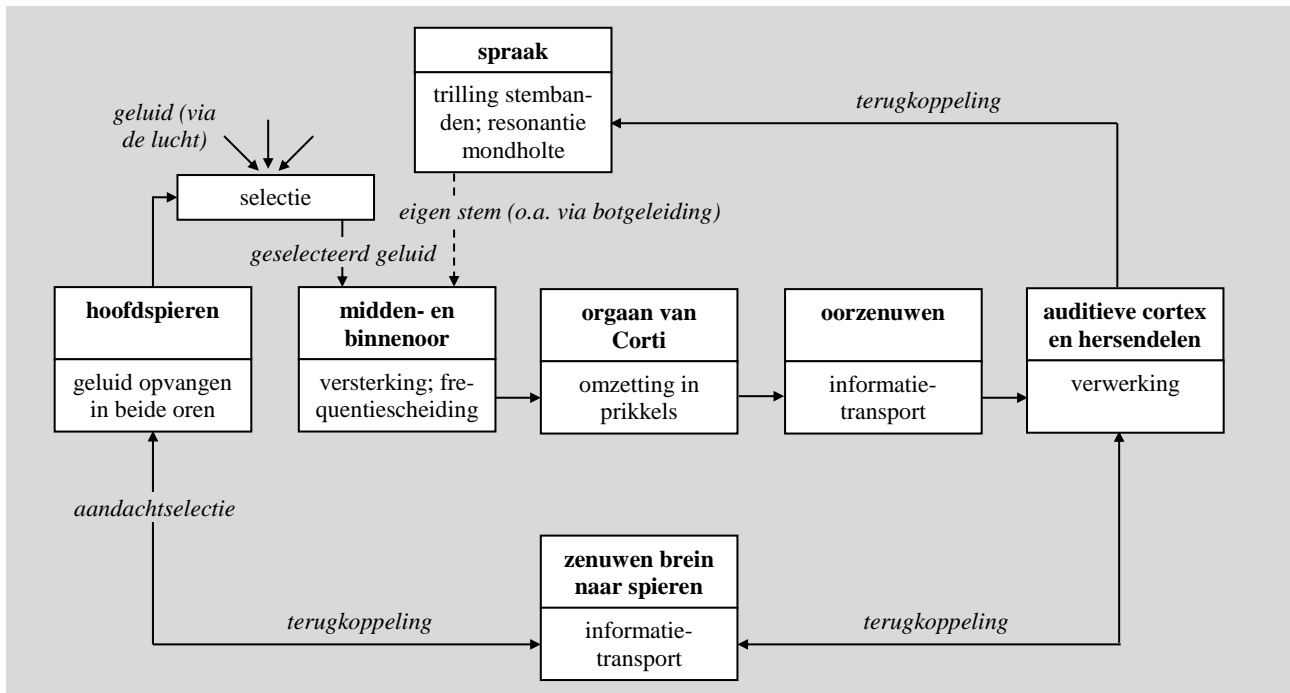 spraak
trilling stemban-
den; resonantie
mondholte
terugkoppeling
geluid (via
de lucht)
selectie
eigen stem (o.a. via botgeleiding)
geselecteerd geluid
hoofdspieren
geluid opvangen
in beide oren
midden- en
binnenoor
versterking; fre-
quentiescheiding
orgaan van
Corti
omzetting in
prikkels
oorzenuwen
informatie-
transport
auditieve cortex
en hersendelen
verwerking
aandachtselectie
zenuwen brein
naar spieren
informatie-
transport
terugkoppeling
terugkoppeling